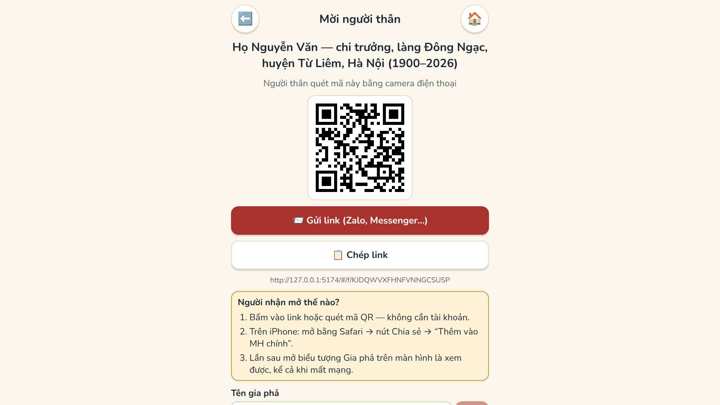 Mời người thân
Họ Nguyễn Văn — chi trưởng, làng Đông Ngạc,
huyện Từ Liêm, Hà Nội (1900–2026)
Người thân quét mã này bằng camera điện thoại
Gửi link (Zalo, Messenger...)
Chép link
http://127.0.0.1:5174/#/f/KJDQWVXFHNFVNNGCSUSP
Người nhận mở thế nào?
1. Bấm vào link hoặc quét mã QR — không cần tài khoản.
2. Trên iPhone: mở bằng Safari → nút Chia sẻ → “Thêm vào
MH chính”.
3. Lần sau mở biểu tượng Gia phả trên màn hình là xem
được, kể cả khi mất mạng.
Tên gia phả